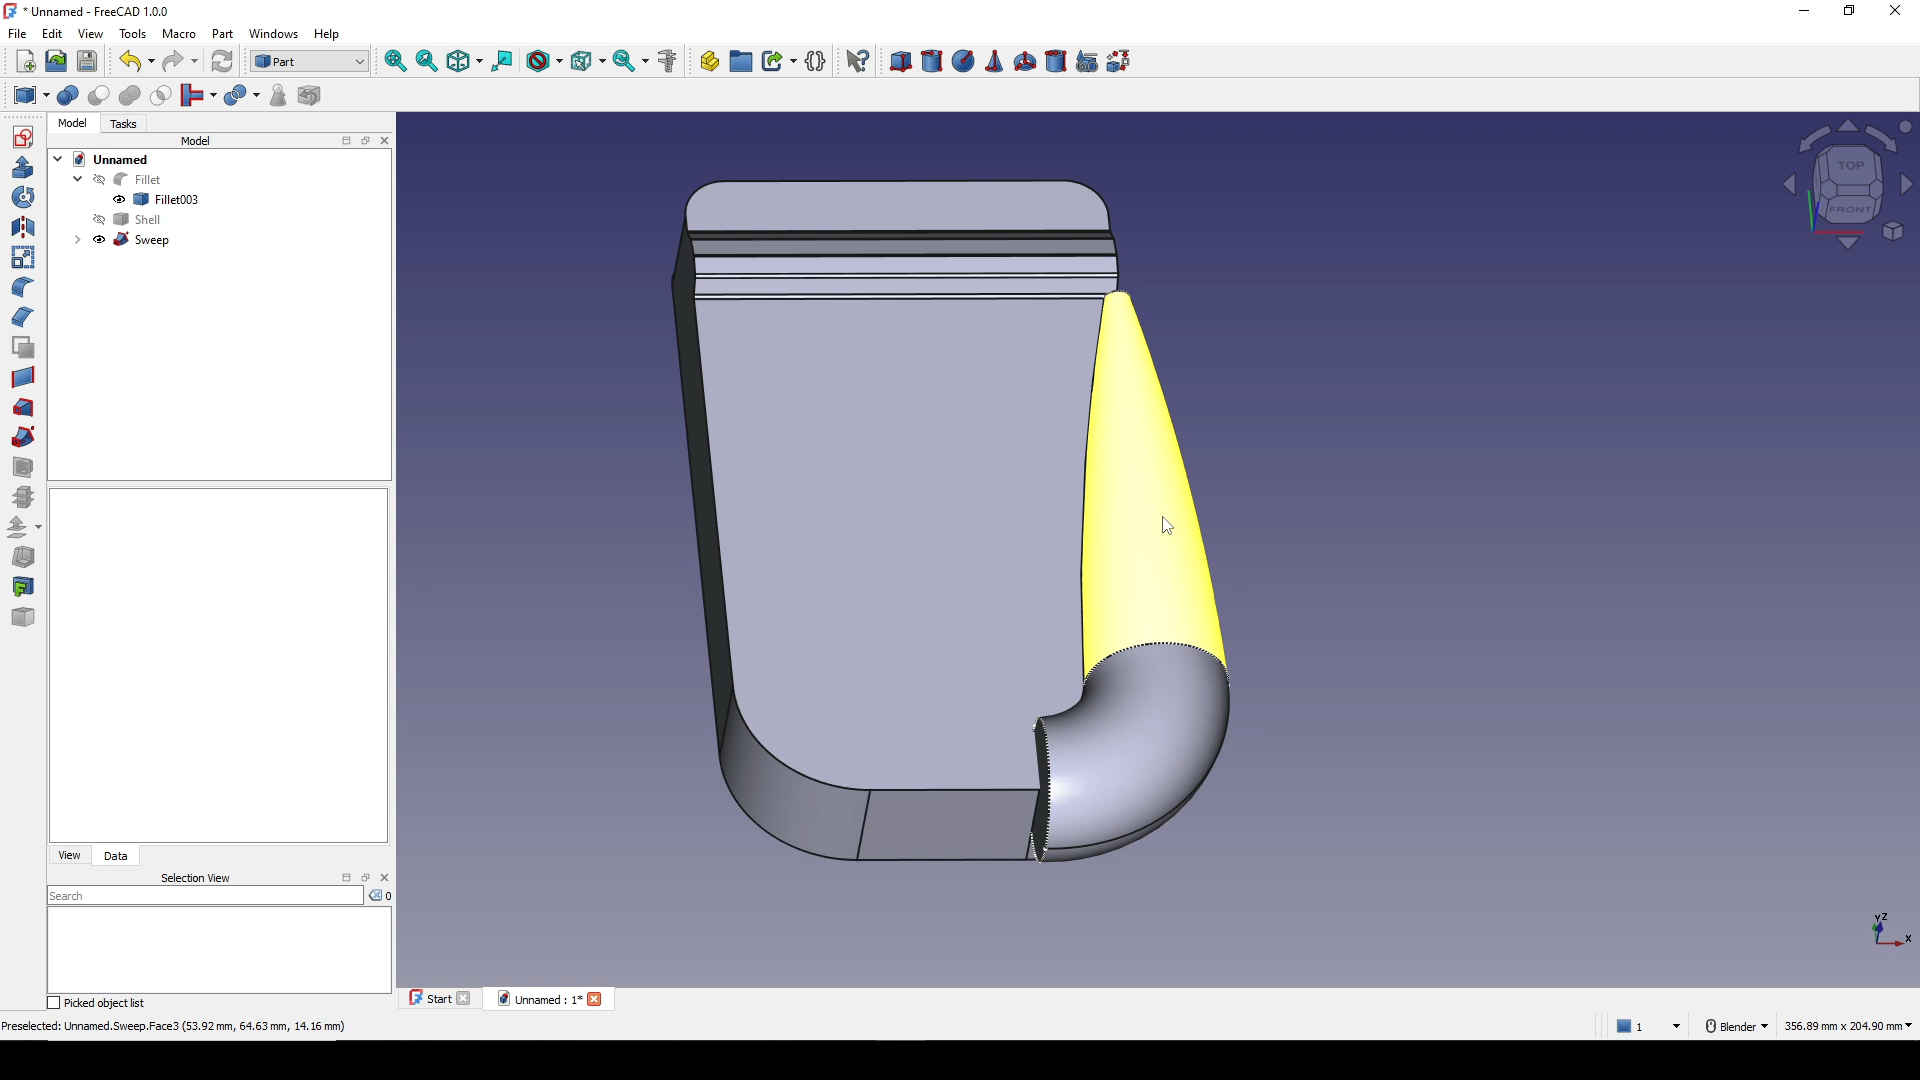 * Unnamed - FreeCAD 1.0.0
File Edit View Tools Macro Part Windows Help
Part
Model Tasks
Model
Unnamed
Fillet
Fillet003
Shell
Sweep
TOP
FRONT
View Data
Selection View
Search
0
Picked object list
Y Z
X
Start
Unnamed : 1*
Preselected: Unnamed.Sweep.Face3 (53.92 mm, 64.63 mm, 14.16 mm)
1
Blender
356.89 mm x 204.90 mm